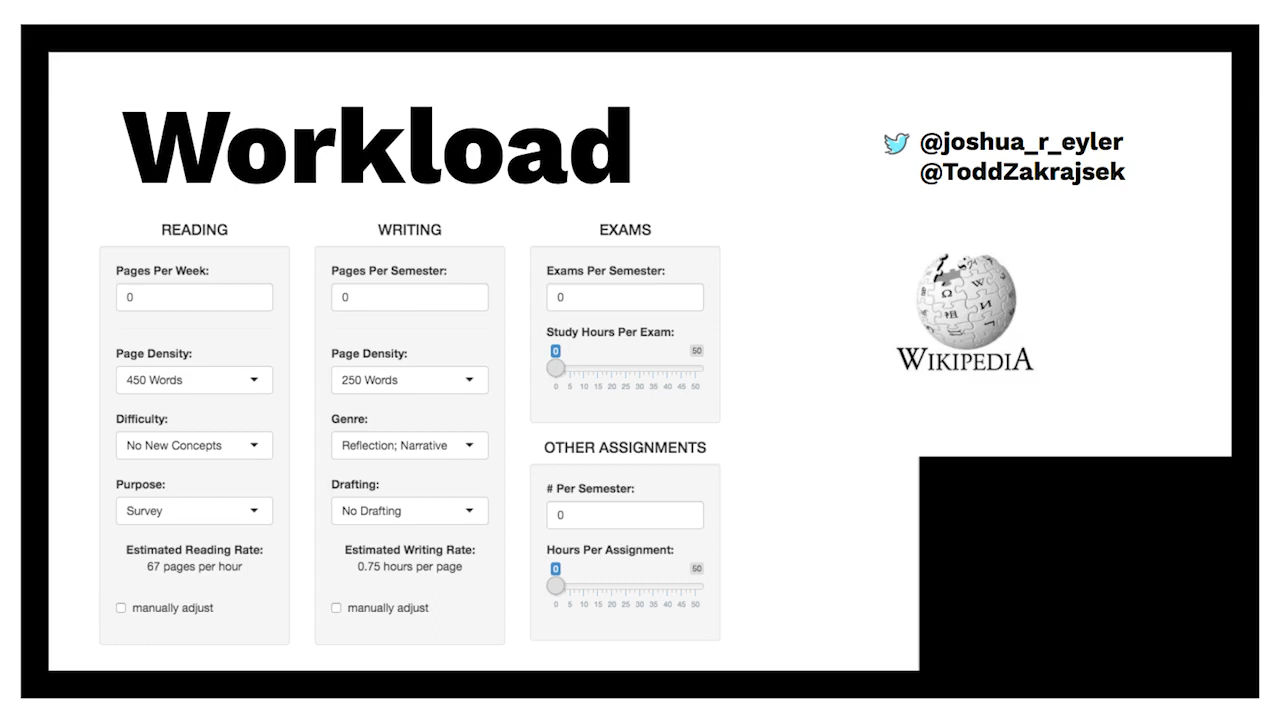 Workload
@joshua_r_eyler
@ToddZakrajsek
READING
Pages Per Week:
0
Page Density:
450 Words
Difficulty:
No New Concepts
Purpose:
Survey
Estimated Reading Rate:
67 pages per hour
manually adjust
WRITING
Pages Per Semester:
0
Page Density:
250 Words
Genre:
Reflection; Narrative
Drafting:
No Drafting
Estimated Writing Rate:
0.75 hours per page
manually adjust
EXAMS
Exams Per Semester:
0
Study Hours Per Exam:
0 50
0 5 10 15 20 25 30 35 40 45 50
OTHER ASSIGNMENTS
# Per Semester:
0
Hours Per Assignment:
0 50
0 5 10 15 20 25 30 35 40 45 50
Ω W И
WIKIPEDIA